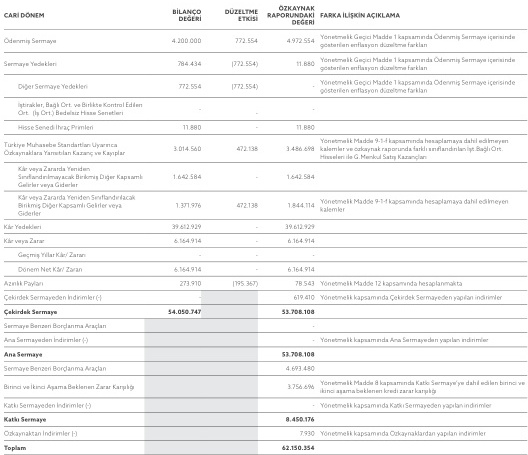 CARİ DÖNEM BİLANÇO DEĞERİ DÜZELTME ETKİSİ ÖZKAYNAK RAPORUNDAKİ DEĞERİ FARKA İLİŞKİN AÇIKLAMA
Ödenmiş Sermaye 4.200.000 772.554 4.972.554 Yönetmelik Geçici Madde 1 kapsamında Ödenmiş Sermaye içerisinde
gösterilen enflasyon düzeltme farkları
Sermaye Yedekleri 784.434 (772.554) 11.880 Yönetmelik Geçici Madde 1 kapsamında Ödenmiş Sermaye içerisinde
gösterilen enflasyon düzeltme farkları
Diğer Sermaye Yedekleri 772.554 (772.554) - Yönetmelik Geçici Madde 1 kapsamında Ödenmiş Sermaye içerisinde
gösterilen enflasyon düzeltme farkları
İştirakler, Bağlı Ort. ve Birlikte Kontrol Edilen
Ort. (İş Ort.) Bedelsiz Hisse Senetleri - - -
Hisse Senedi İhraç Primleri 11.880 - 11.880
Türkiye Muhasebe Standartları Uyarınca
Özkaynaklara Yansıtılan Kazanç ve Kayıplar 3.014.560 472.138 3.486.698 Yönetmelik Madde 9-1-f kapsamında hesaplamaya dahil edilmeyen
kalemler ve özkaynak raporunda farklı sınıflandırılan İşt Bağlı Ort.
Hisseleri ile G.Menkul Satış Kazançları
Kâr veya Zararda Yeniden
Sınıflandırılmayacak Birikmiş Diğer Kapsamlı
Gelirler veya Giderler 1.642.584 - 1.642.584
Kâr veya Zararda Yeniden Sınıflandırılacak
Birikmiş Diğer Kapsamlı Gelirler veya
Giderler 1.371.976 472.138 1.844.114 Yönetmelik Madde 9-1-f kapsamında hesaplamaya dahil edilmeyen
kalemler
Kâr Yedekleri 39.612.929 - 39.612.929
Kâr veya Zarar 6.164.914 - 6.164.914
Geçmiş Yıllar Kâr/ Zararı - - -
Dönem Net Kâr/ Zararı 6.164.914 - 6.164.914
Azınlık Payları 273.910 (195.367) 78.543 Yönetmelik Madde 12 kapsamında hesaplanmakta
Çekirdek Sermayeden İndirimler (-) - 619.410 Yönetmelik kapsamında Çekirdek Sermayeden yapılan indirimler
Çekirdek Sermaye 54.050.747 53.708.108
Sermaye Benzeri Borçlanma Araçları -
Ana Sermayeden İndirimler (-) - Yönetmelik kapsamında Ana Sermayeden yapılan indirimler
Ana Sermaye 53.708.108
Sermaye Benzeri Borçlanma Araçları 4.693.480
Birinci ve İkinci Aşama Beklenen Zarar Karşılığı 3.756.696 Yönetmelik Madde 8 kapsamında Katkı Sermaye'ye dahil edilen birinci ve
ikinci aşama beklenen kredi zarar karşılığı
Katkı Sermayeden İndirimler (-) - Yönetmelik kapsamında Katkı Sermayeden yapılan indirimler
Katkı Sermaye 8.450.176
Özkaynaktan İndirimler (-) 7.930 Yönetmelik kapsamında Özkaynaklardan yapılan indirimler
Toplam 62.150.354